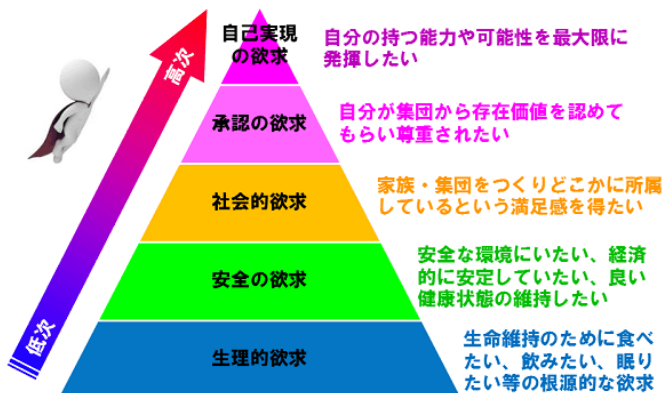 自己実現
の欲求
自分の持つ能力や可能性を最大限に
発揮したい
高次
承認の欲求
自分が集団から存在価値を認めて
もらい尊重されたい
社会的欲求
家族・集団をつくりどこかに所属
しているという満足感を得たい
安全の欲求
安全な環境にいたい、経済
的に安定していたい、良い
健康状態の維持したい
低次
生理的欲求
生命維持のために食べ
たい、飲みたい、眠り
たい等の根源的な欲求